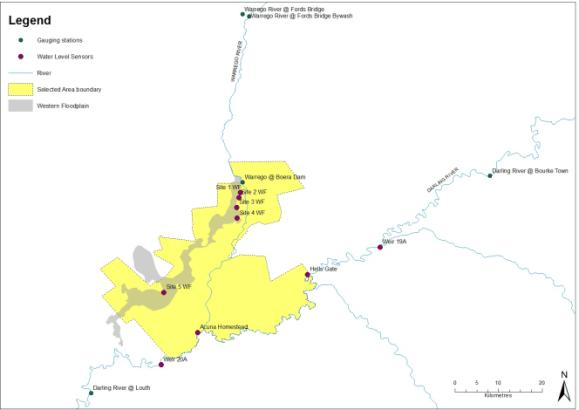 Legend
Gauging stations
Water Level Sensors
River
Selected Area boundary
Western Floodplain
Warrego River @ Fords Bridge
Warrego River @ Fords Bridge Bywash
WARREGO RIVER
Warrego @ Boera Dam
Site 1 WF
Site 2 WF
Site 3 WF
Site 4 WF
Darling River @ Bourke Town
DARLING RIVER
Weir 19A
Hells Gate
Site 5 WF
Acuna Homestead
Weir 20A
Darling River @ Louth
N
0 5 10 20
Kilometres